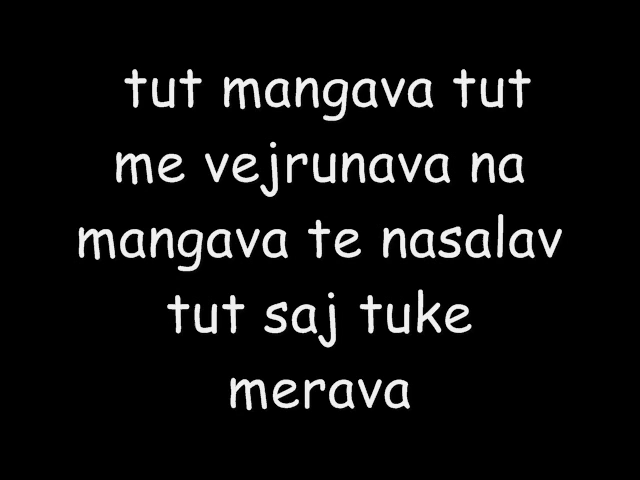 tut mangava tut
me vejrunava na
mangava te nasalav
tut saj tuke
merava